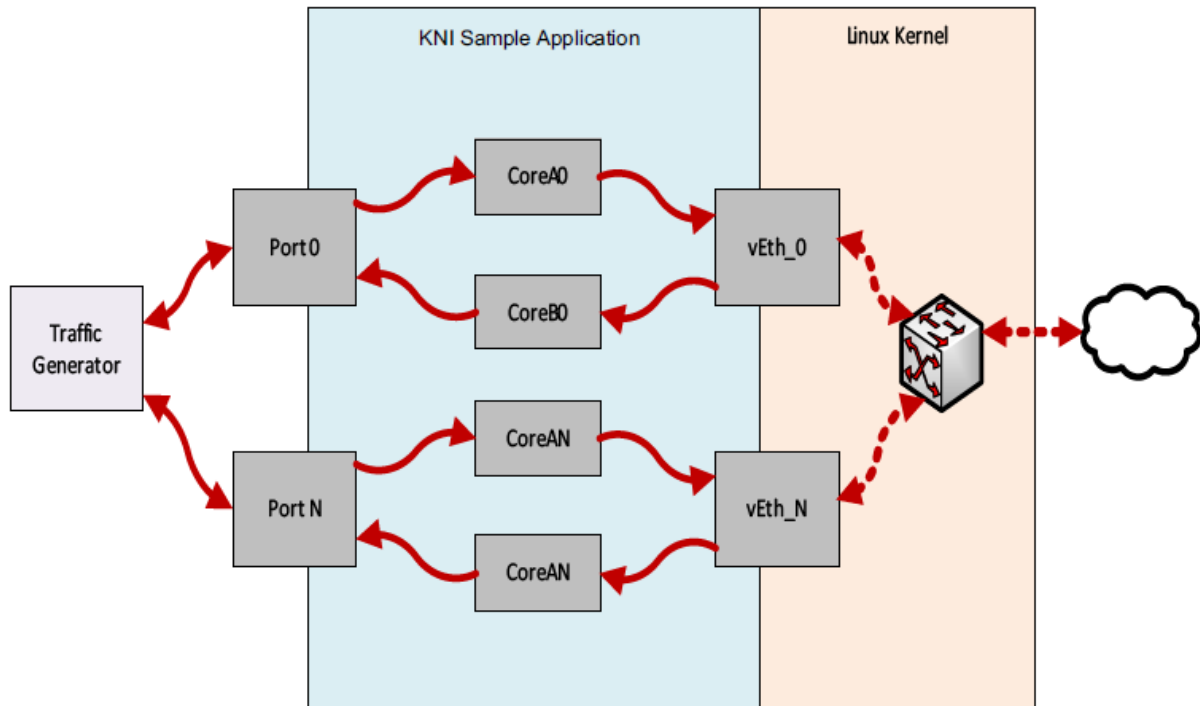 KNI Sample Application
Linux Kernel
CoreA0
Port 0
vEth_0
CoreB0
Traffic
Generator
CoreAN
Port N
vEth_N
CoreAN